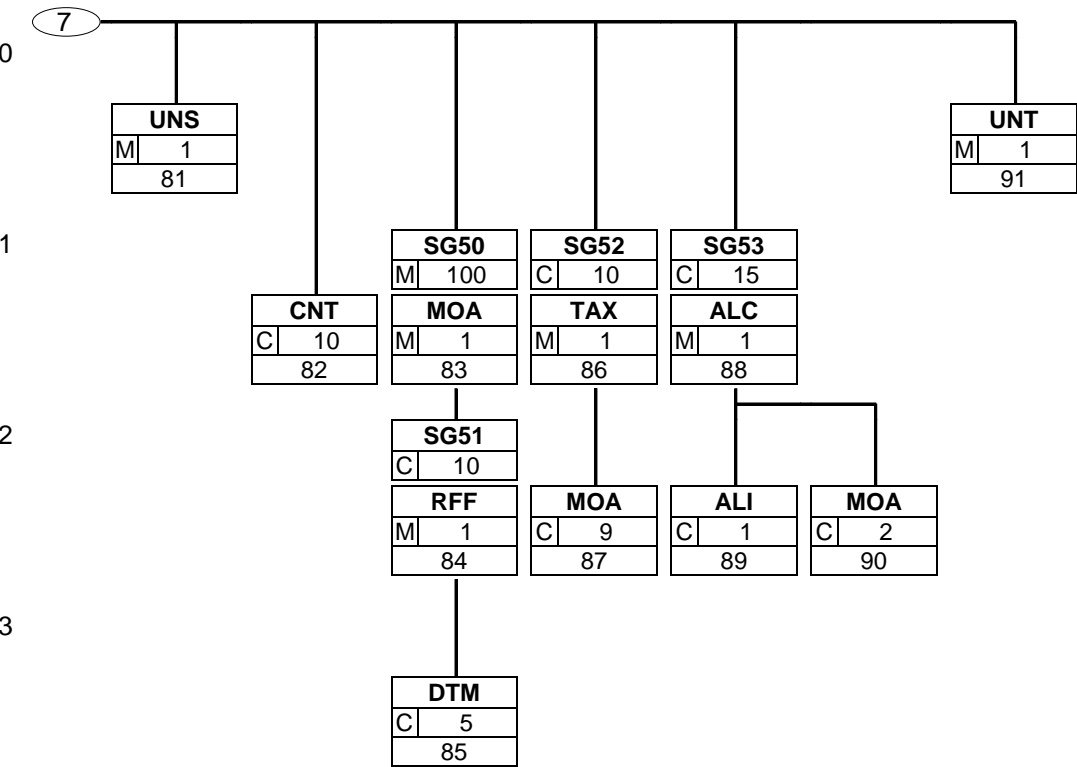 7
0
UNS
UNT
M 1
M 1
81
91
1
SG50
SG52
SG53
M 100
C 10
C 15
CNT
MOA
TAX
ALC
C 10
M 1
M 1
M 1
82
83
86
88
2
SG51
C 10
RFF
MOA
ALI
MOA
M 1
C 9
C 1
C 2
84
87
89
90
3
DTM
C 5
85